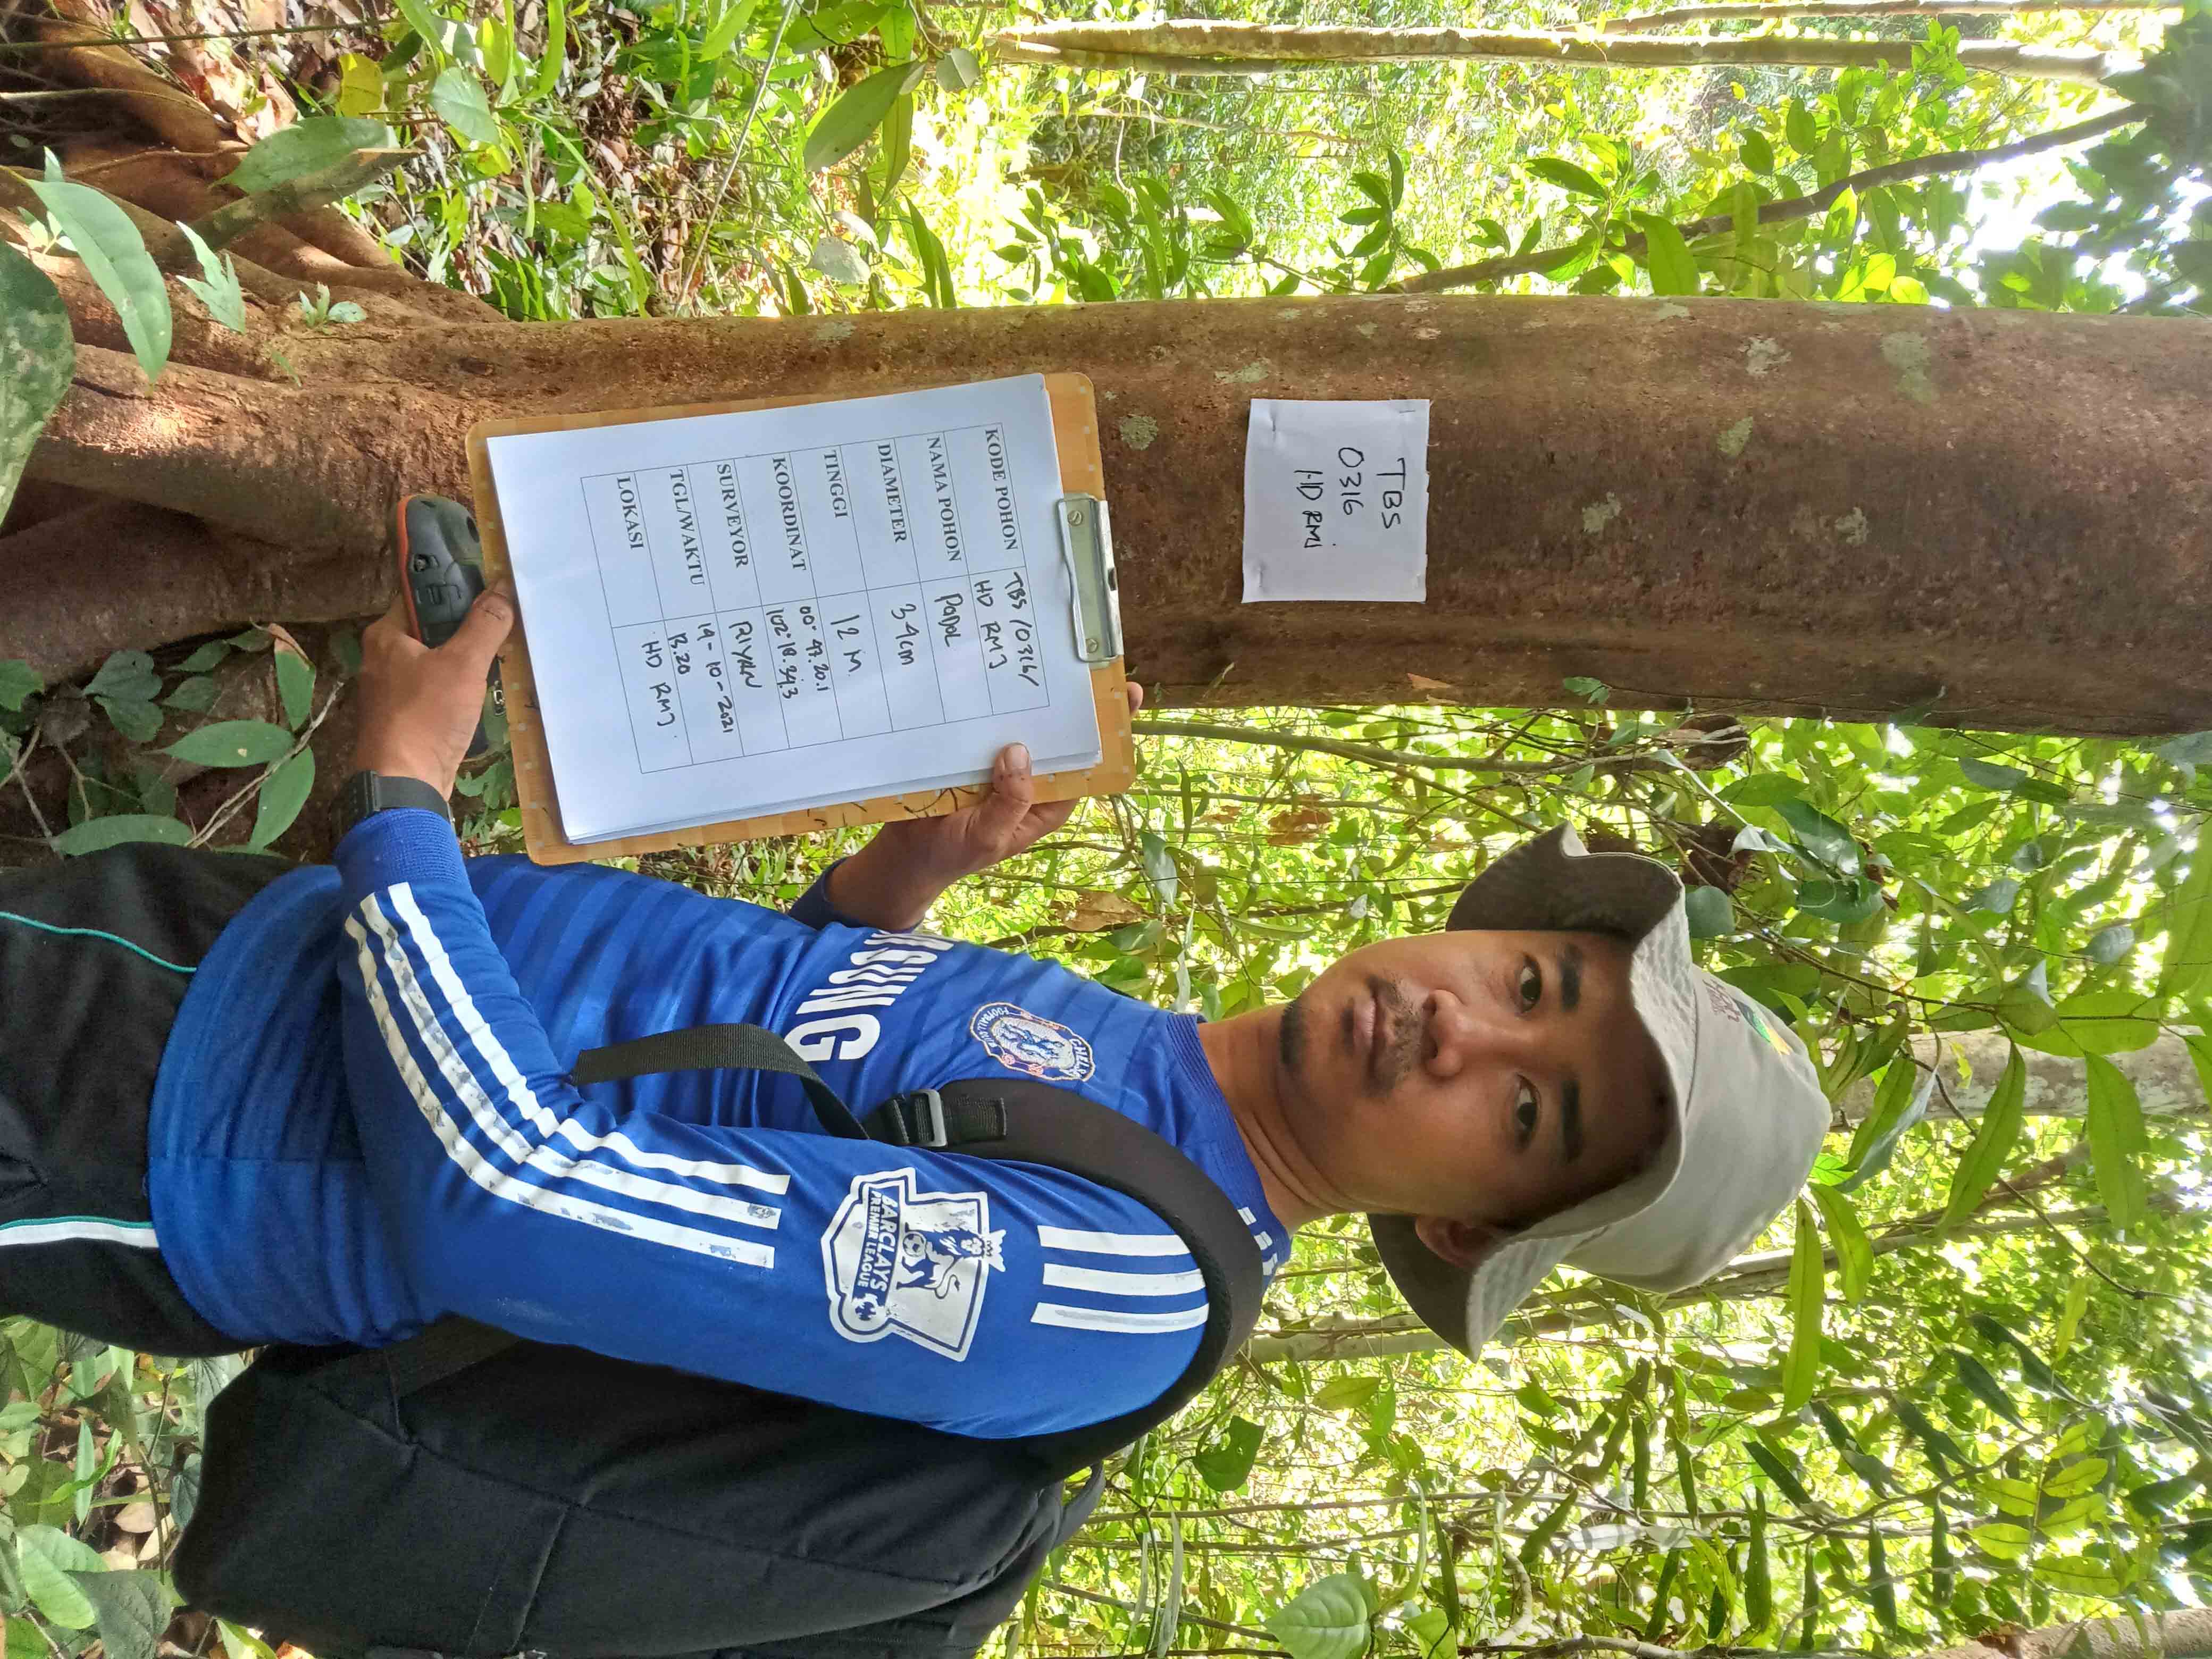 TBS
0316
HD RMJ
KODE POHON TBS /0316/
HD RMJ
NAMA POHON PODOL
DIAMETER 34cm
TINGGI 12 M
KOORDINAT 00° 47.20.1
102° 18.34.3
SURVEYOR RIYAN
TGL/WAKTU 14-10-2021
13.20
LOKASI HD RMJ
CHELSEA
FOOTBALL CLUB
SUNG
BARCLAYS
PREMIER LEAGUE